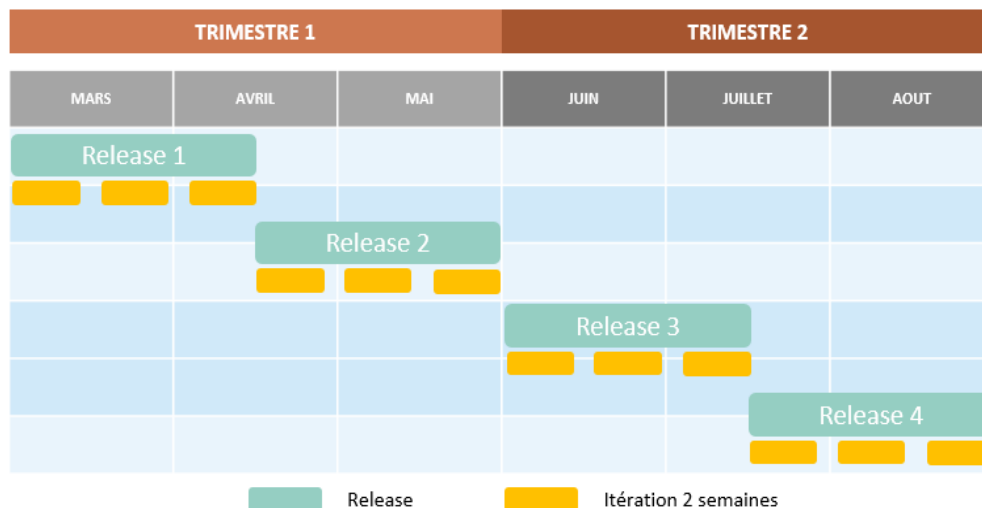 TRIMESTRE 1 TRIMESTRE 2
MARS AVRIL MAI JUIN JUILLET AOUT
Release 1
Release 2
Release 3
Release 4
Release Itération 2 semaines